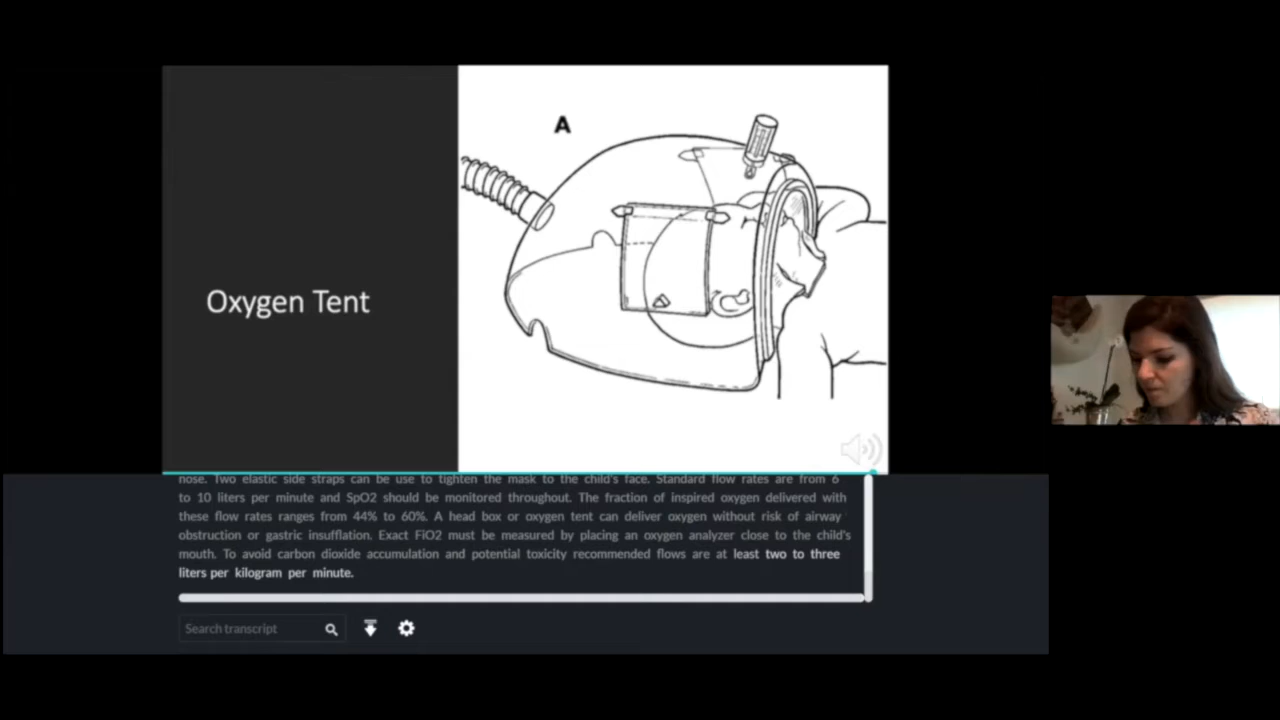 A
Oxygen Tent
nose. Two elastic side straps can be use to tighten the mask to the child's face. Standard flow rates are from 6
to 10 liters per minute and SpO2 should be monitored throughout. The fraction of inspired oxygen delivered with
these flow rates ranges from 44% to 60%. A head box or oxygen tent can deliver oxygen without risk of airway
obstruction or gastric insufflation. Exact FiO2 must be measured by placing an oxygen analyzer close to the child's
mouth. To avoid carbon dioxide accumulation and potential toxicity recommended flows are at least two to three
liters per kilogram per minute.
Search transcript